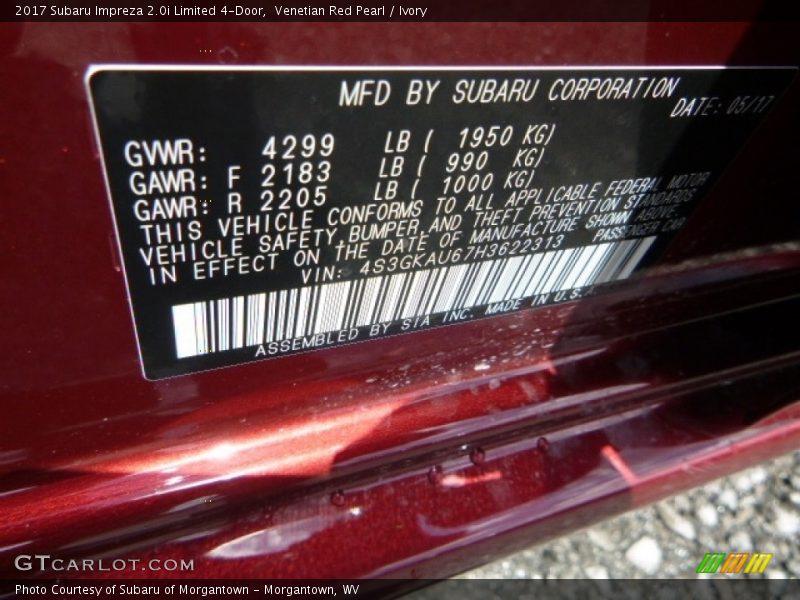 2017 Subaru Impreza 2.0i Limited 4-Door,  Venetian Red Pearl / Ivory
MFD BY SUBARU CORPORATION
DATE: 05/17
GVWR: 4299 LB ( 1950 KG)
GAWR: F 2183 LB ( 990 KG)
GAWR: R 2205 LB ( 1000 KG)
THIS VEHICLE CONFORMS TO ALL APPLICABLE FEDERAL MOTOR
VEHICLE SAFETY, BUMPER, AND THEFT PREVENTION STANDARDS
IN EFFECT ON THE DATE OF MANUFACTURE SHOWN ABOVE.
VIN: 4S3GKAU67H3622313 PASSENGER CAR
ASSEMBLED BY SIA INC. MADE IN U.S.
GTCARLOT.COM
Photo Courtesy of Subaru of Morgantown - Morgantown, WV